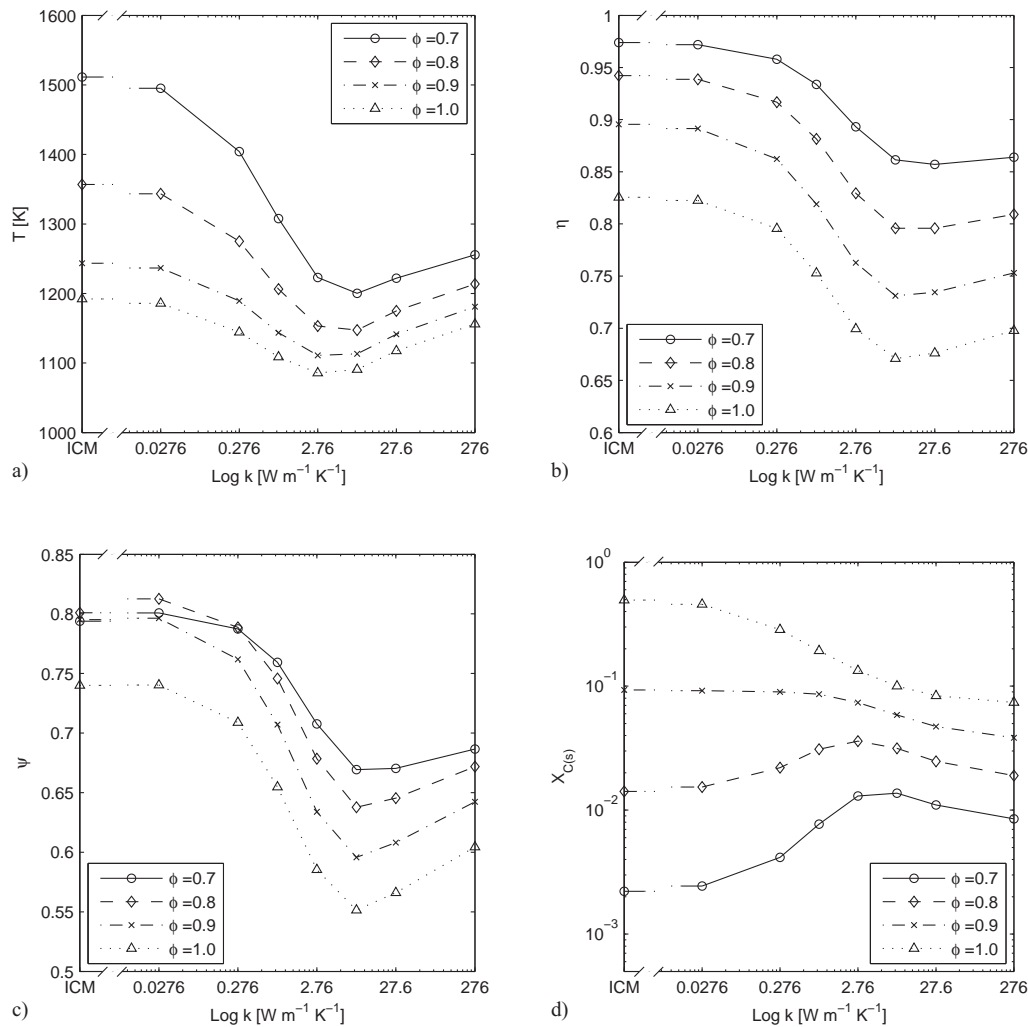 1600
1500
1400
1300
1200
1100
1000
T [K]
ICM 0.0276 0.276 2.76 27.6 276
Log k [W m⁻¹ K⁻¹]
a)
ϕ =0.7
ϕ =0.8
ϕ =0.9
ϕ =1.0
1
0.95
0.9
0.85
0.8
0.75
0.7
0.65
0.6
η
ICM 0.0276 0.276 2.76 27.6 276
Log k [W m⁻¹ K⁻¹]
b)
ϕ =0.7
ϕ =0.8
ϕ =0.9
ϕ =1.0
0.85
0.8
0.75
0.7
0.65
0.6
0.55
0.5
ψ
ICM 0.0276 0.276 2.76 27.6 276
Log k [W m⁻¹ K⁻¹]
c)
ϕ =0.7
ϕ =0.8
ϕ =0.9
ϕ =1.0
10⁰
10⁻¹
10⁻²
10⁻³
X_C(s)
ICM 0.0276 0.276 2.76 27.6 276
Log k [W m⁻¹ K⁻¹]
d)
ϕ =0.7
ϕ =0.8
ϕ =0.9
ϕ =1.0